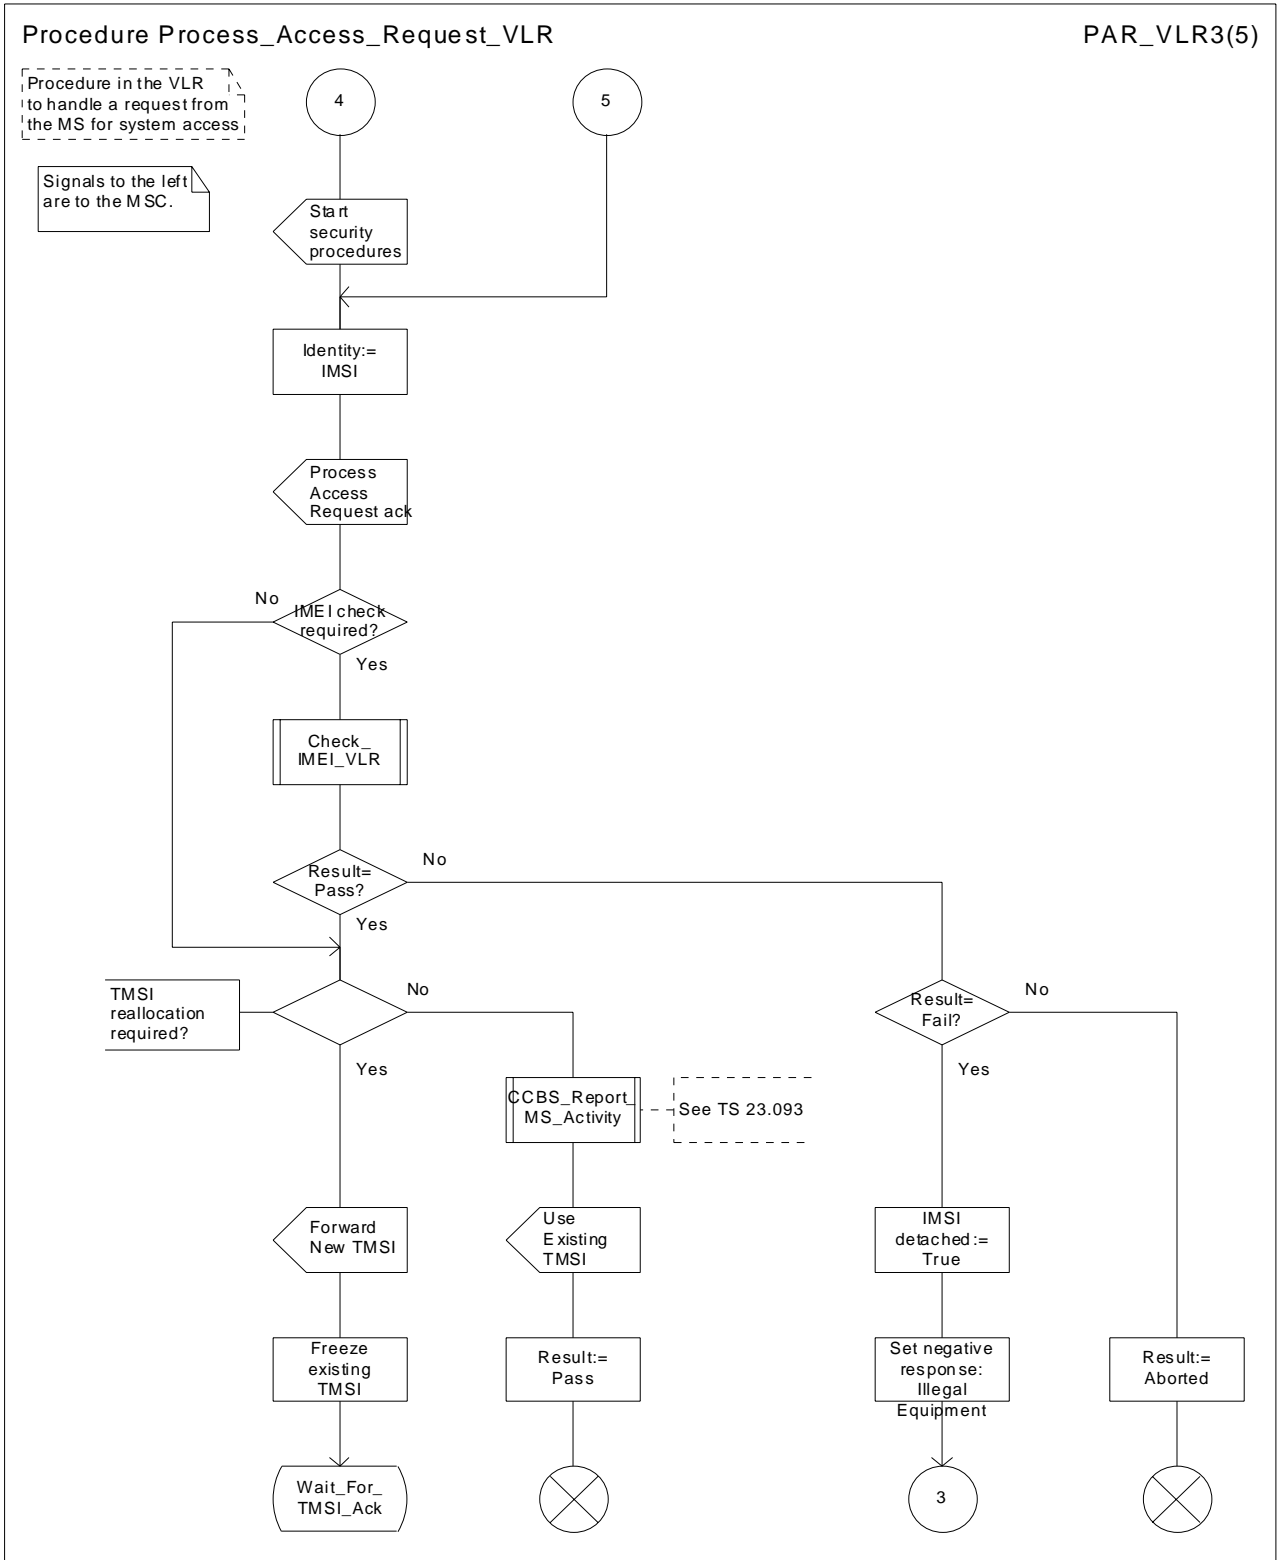 Procedure Process_Access_Request_VLR
PAR_VLR3(5)
Procedure in the VLR
to handle a request from
the MS for system access
4
5
Signals to the left
are to the MSC.
Start
security
procedures
Identity:=
IMSI
Process
Access
Request ack
No
IMEI check
required?
Yes
Check_
IMEI_VLR
Result=
Pass?
No
Yes
TMSI
reallocation
required?
No
Yes
Result=
Fail?
No
Yes
CCBS_Report_
MS_Activity
See TS 23.093
Forward
New TMSI
Use
Existing
TMSI
IMSI
detached:=
True
Freeze
existing
TMSI
Result:=
Pass
Set negative
response:
Illegal
Equipment
Result:=
Aborted
Wait_For_
TMSI_Ack
3